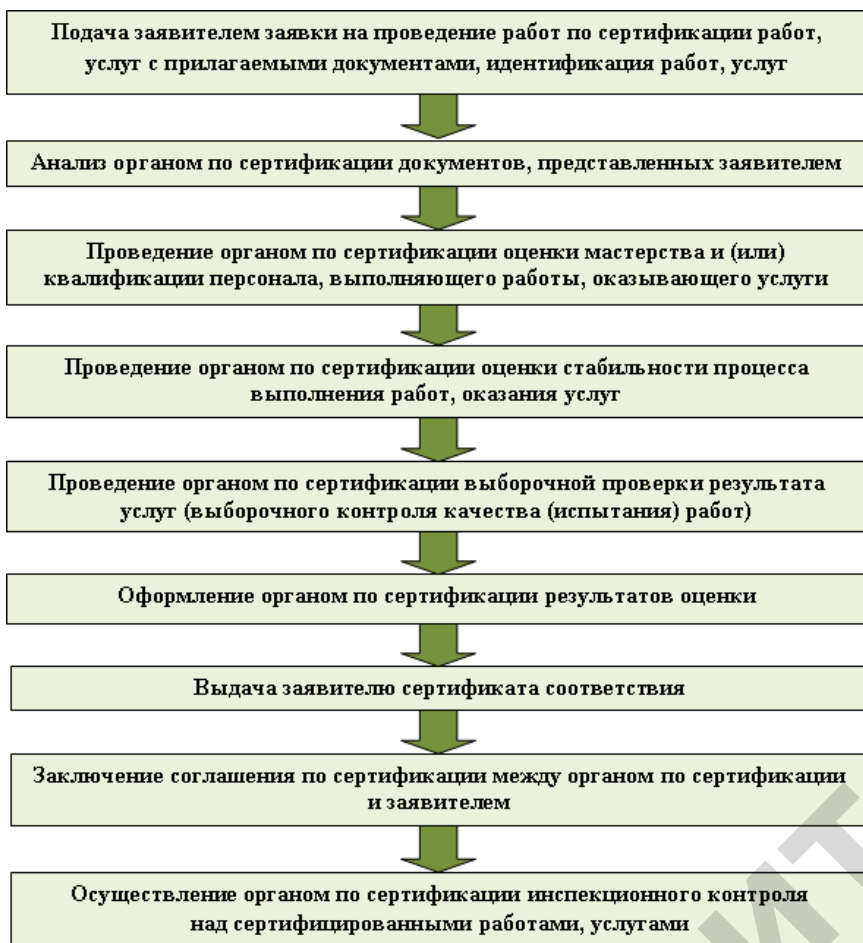 Подача заявителем заявки на проведение работ по сертификации работ,
услуг с прилагаемыми документами, идентификация работ, услуг
Анализ органом по сертификации документов, представленных заявителем
Проведение органом по сертификации оценки мастерства и (или)
квалификации персонала, выполняющего работы, оказывающего услуги
Проведение органом по сертификации оценки стабильности процесса
выполнения работ, оказания услуг
Проведение органом по сертификации выборочной проверки результата
услуг (выборочного контроля качества (испытания) работ)
Оформление органом по сертификации результатов оценки
Выдача заявителю сертификата соответствия
Заключение соглашения по сертификации между органом по сертификации
и заявителем
Осуществление органом по сертификации инспекционного контроля
над сертифицированными работами, услугами